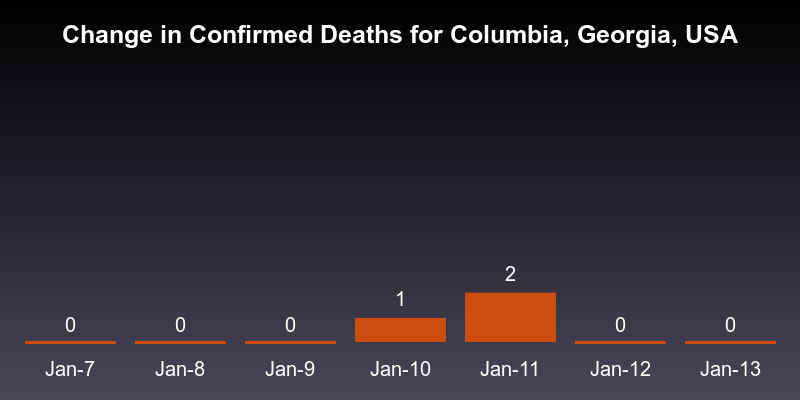 Change in Confirmed Deaths for Columbia, Georgia, USA
2
1
0 0 0 0 0
Jan-7 Jan-8 Jan-9 Jan-10 Jan-11 Jan-12 Jan-13